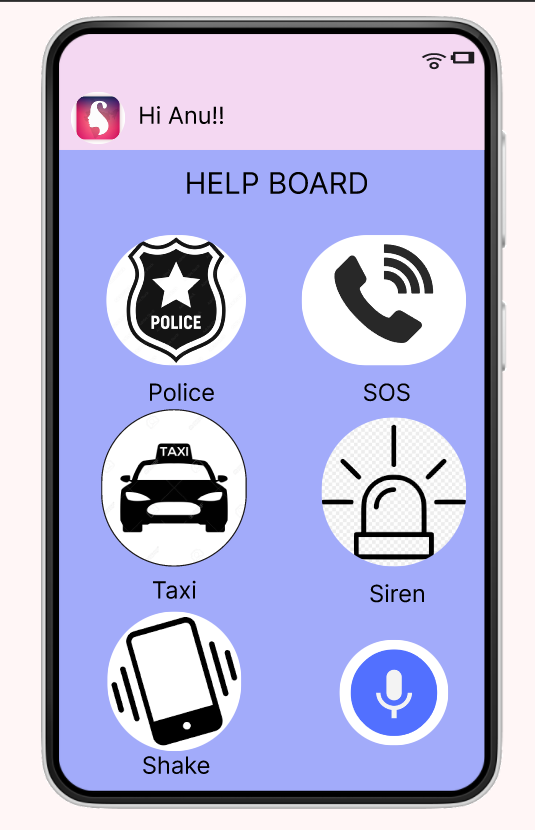 Hi Anu!!
HELP BOARD
POLICE
Police
SOS
TAXI
Taxi
Siren
Shake